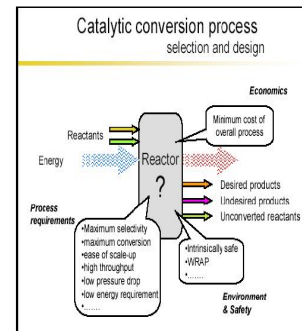 Catalytic conversion process
selection and design
Economics
Minimum cost of
overall process
Reactants
Energy
Reactor
?
Desired products
Undesired products
Unconverted reactants
Process
requirements
•Maximum selectivity
•maximum conversion
•ease of scale-up
•high throughput
•low pressure drop
•low energy requirement
•.......
•Intrinsically safe
•WRAP
•.......
Environment
& Safety